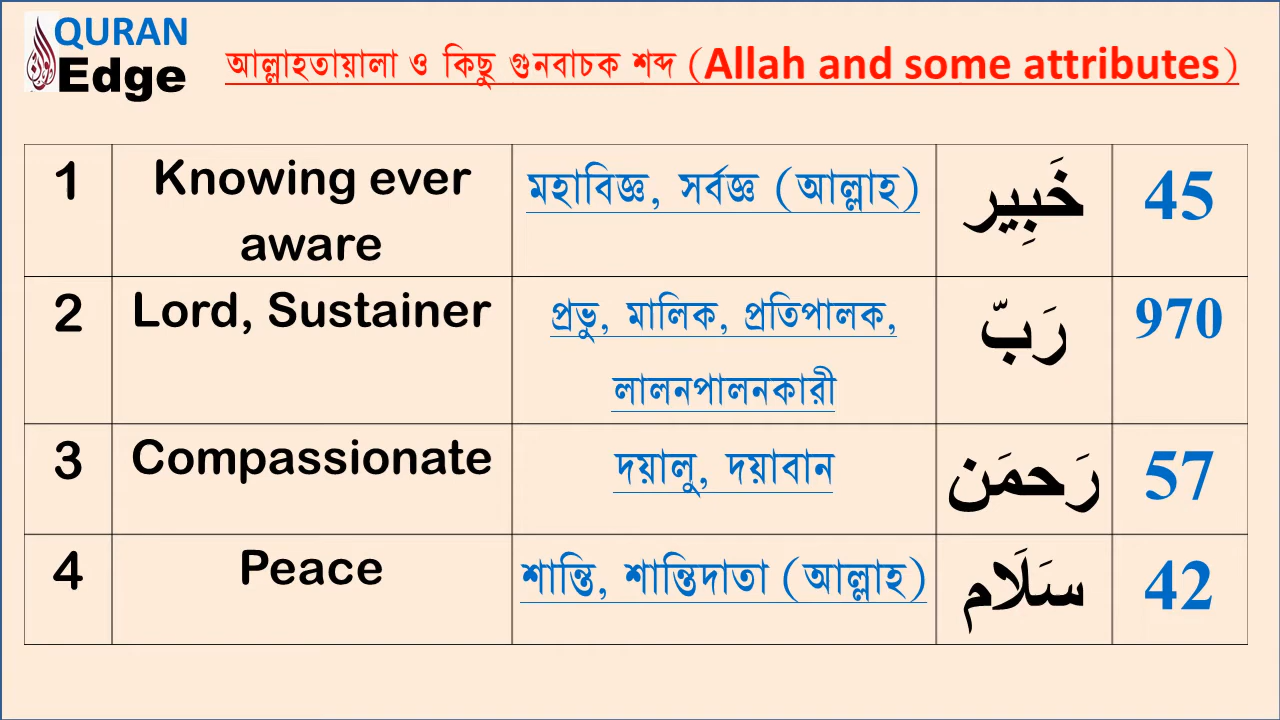 QURAN
Edge
আল্লাহতায়ালা ও কিছু গুনবাচক শব্দ (Allah and some attributes)
1 Knowing ever aware মহাবিজ্ঞ, সর্বজ্ঞ (আল্লাহ) خَبِير 45
2 Lord, Sustainer প্রভু, মালিক, প্রতিপালক, লালনপালনকারী رَبّ 970
3 Compassionate দয়ালু, দয়াবান رَحمَن 57
4 Peace শান্তি, শান্তিদাতা (আল্লাহ) سَلَام 42